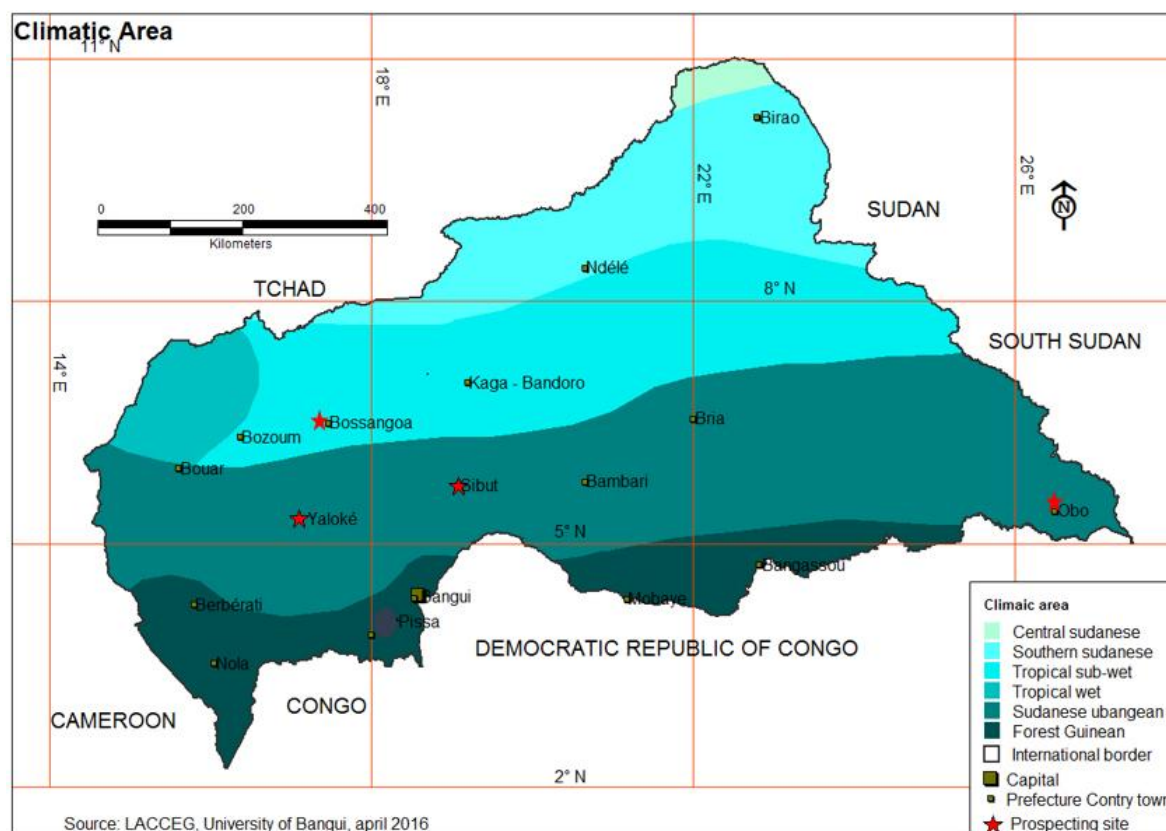 Climatic Area
11° N
18° E
Birao
22° E
26° E
N
0 200 400
Kilometers
SUDAN
Ndélé
TCHAD
8° N
SOUTH SUDAN
14° E
Kaga - Bandoro
Bossangoa
Bria
Bozoum
Bouar
Sibut
Bambari
Yaloké
Obo
5° N
Bangassou
Berbérati
Bangui
Mobaye
Pissa
DEMOCRATIC REPUBLIC OF CONGO
Nola
CONGO
CAMEROON
2° N
Climaic area
Central sudanese
Southern sudanese
Tropical sub-wet
Tropical wet
Sudanese ubangean
Forest Guinean
International border
Capital
Prefecture Contry town
Prospecting site
Source: LACCEG, University of Bangui, april 2016